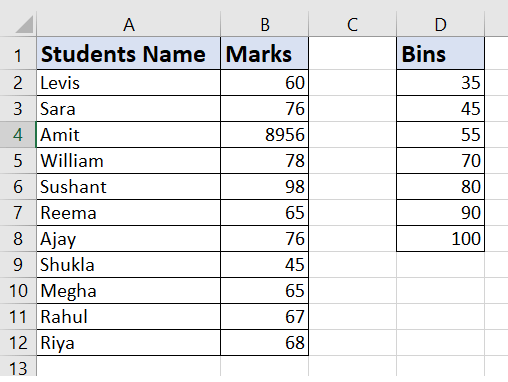 A B C D
1 Students Name Marks Bins
2 Levis 60 35
3 Sara 76 45
4 Amit 8956 55
5 William 78 70
6 Sushant 98 80
7 Reema 65 90
8 Ajay 76 100
9 Shukla 45
10 Megha 65
11 Rahul 67
12 Riya 68
13